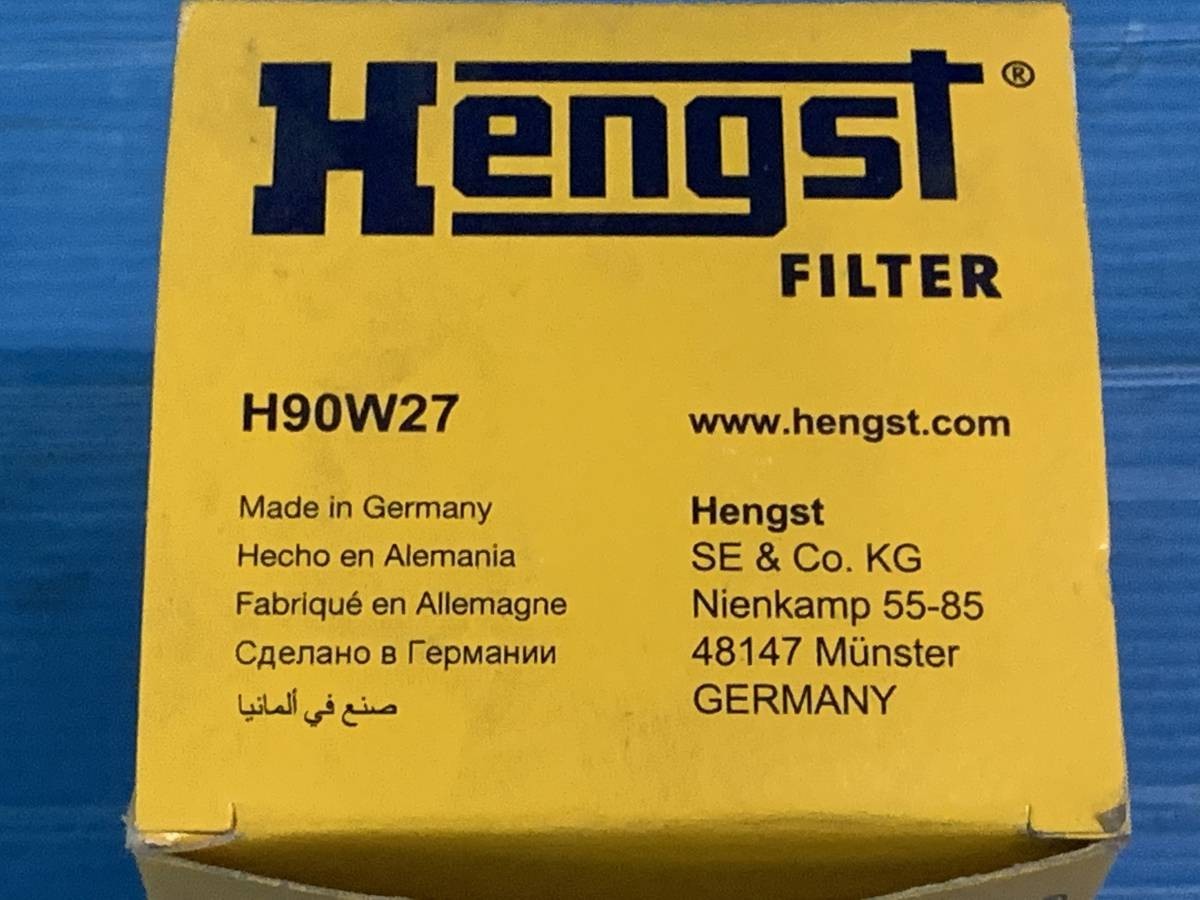 Hengst®
FILTER
H90W27
www.hengst.com
Made in Germany
Hecho en Alemania
Fabriqué en Allemagne
Сделано в Германии
صنع في ألمانيا
Hengst
SE & Co. KG
Nienkamp 55-85
48147 Münster
GERMANY